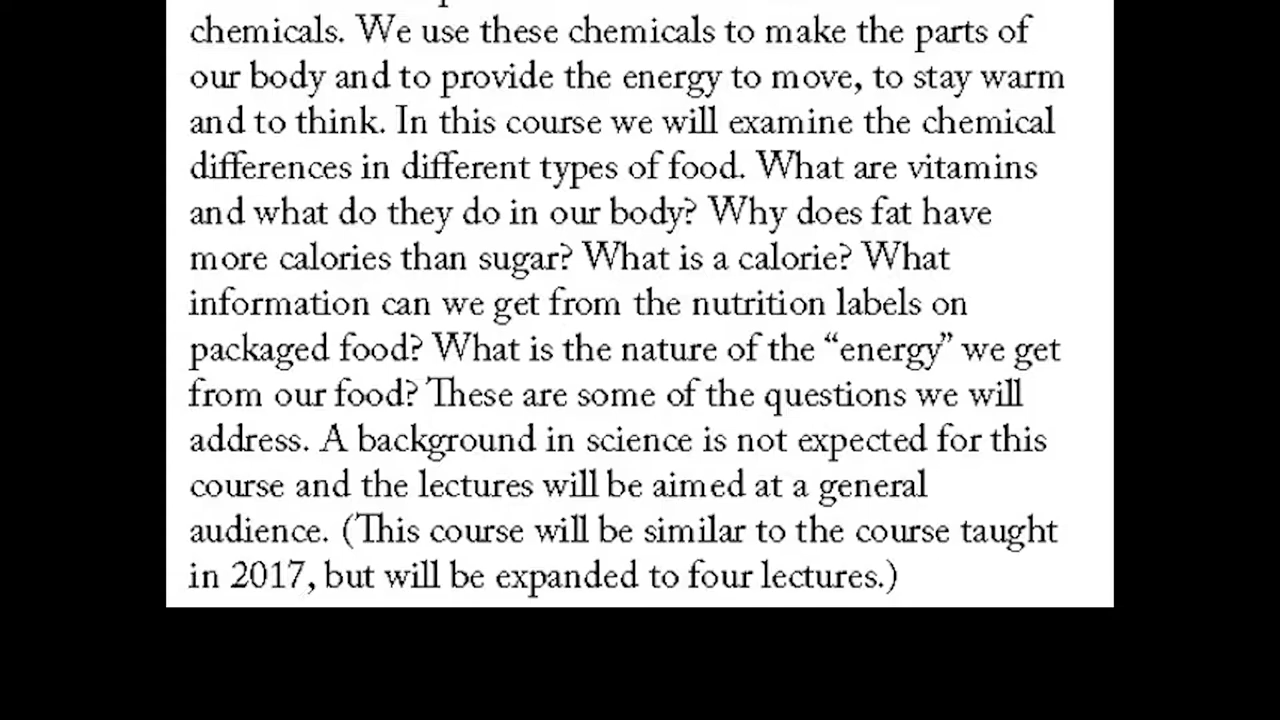 chemicals. We use these chemicals to make the parts of
our body and to provide the energy to move, to stay warm
and to think. In this course we will examine the chemical
differences in different types of food. What are vitamins
and what do they do in our body? Why does fat have
more calories than sugar? What is a calorie? What
information can we get from the nutrition labels on
packaged food? What is the nature of the “energy” we get
from our food? These are some of the questions we will
address. A background in science is not expected for this
course and the lectures will be aimed at a general
audience. (This course will be similar to the course taught
in 2017, but will be expanded to four lectures.)